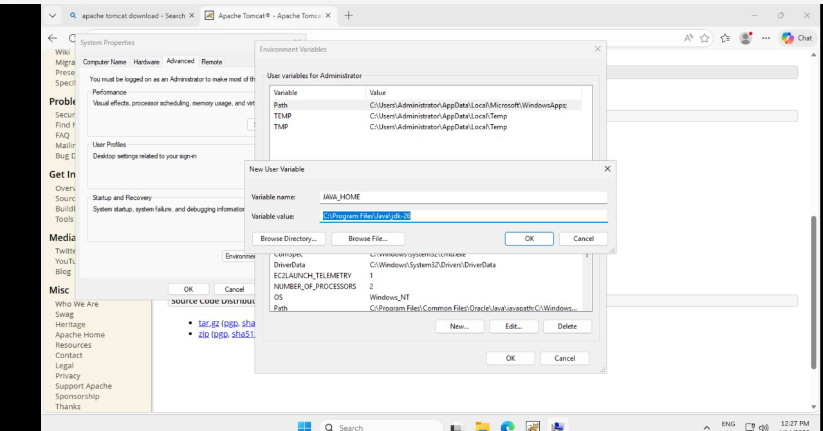 apache tomcat download - Search
Apache Tomcat® - Apache Tomca
Chat
Wiki
Migra
Prese
Specif
Proble
Secur
Find h
FAQ
Mailin
Bug D
Get In
Overv
Sourc
Buildi
Tools
Media
Twitte
YouTu
Blog
Misc
Who We Are
Swag
Heritage
Apache Home
Resources
Contact
Legal
Privacy
Support Apache
Sponsorship
Thanks
System Properties
Computer Name Hardware Advanced Remote
You must be logged on as an Administrator to make most of th
Performance
Visual effects, processor scheduling, memory usage, and virt
User Profiles
Desktop settings related to your sign-in
Startup and Recovery
System startup, system failure, and debugging information
Environme
OK Cancel
Source Code Distribut
tar.gz (pgp, sha
zip (pgp, sha51
Environment Variables
User variables for Administrator
Variable Value
Path C:\Users\Administrator\AppData\Local\Microsoft\WindowsApps;
TEMP C:\Users\Administrator\AppData\Local\Temp
TMP C:\Users\Administrator\AppData\Local\Temp
New User Variable
Variable name: JAVA_HOME
Variable value: C:\Program Files\Java\jdk-26
Browse Directory... Browse File... OK Cancel
ComSpec C:\Windows\system32\cmd.exe
DriverData C:\Windows\System32\Drivers\DriverData
EC2LAUNCH_TELEMETRY 1
NUMBER_OF_PROCESSORS 2
OS Windows_NT
Path C:\Program Files\Common Files\Oracle\Java\javapath;C:\Windows...
New... Edit... Delete
OK Cancel
Search
ENG
12:27 PM